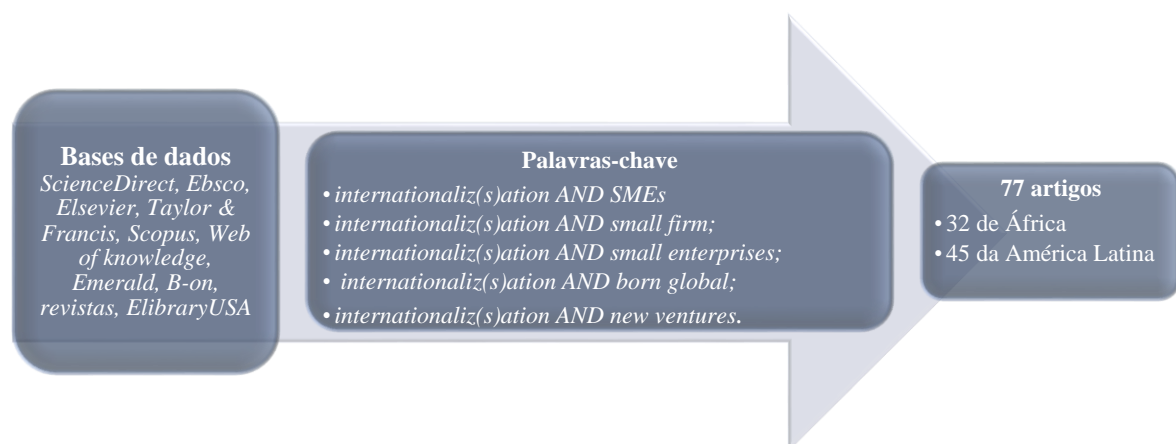 Bases de dados
ScienceDirect, Ebsco,
Elsevier, Taylor &
Francis, Scopus, Web
of knowledge,
Emerald, B-on,
revistas, ElibraryUSA
Palavras-chave
• internationaliz(s)ation AND SMEs
• internationaliz(s)ation AND small firm;
• internationaliz(s)ation AND small enterprises;
• internationaliz(s)ation AND born global;
• internationaliz(s)ation AND new ventures.
77 artigos
• 32 de África
• 45 da América Latina